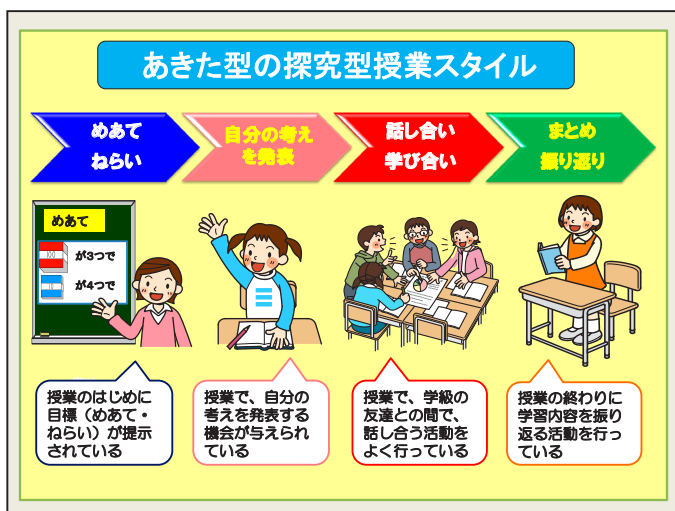 あきた型の探究型授業スタイル
めあて
ねらい
自分の考え
を発表
話し合い
学び合い
まとめ
振り返り
めあて
が3つで
が4つで
授業のはじめに
目標（めあて・
ねらい）が提示
されている
授業で、自分の
考えを発表する
機会が与えられ
ている
授業で、学級の
友達との間で、
話し合う活動を
よく行っている
授業の終わりに
学習内容を振り
返る活動を行っ
ている